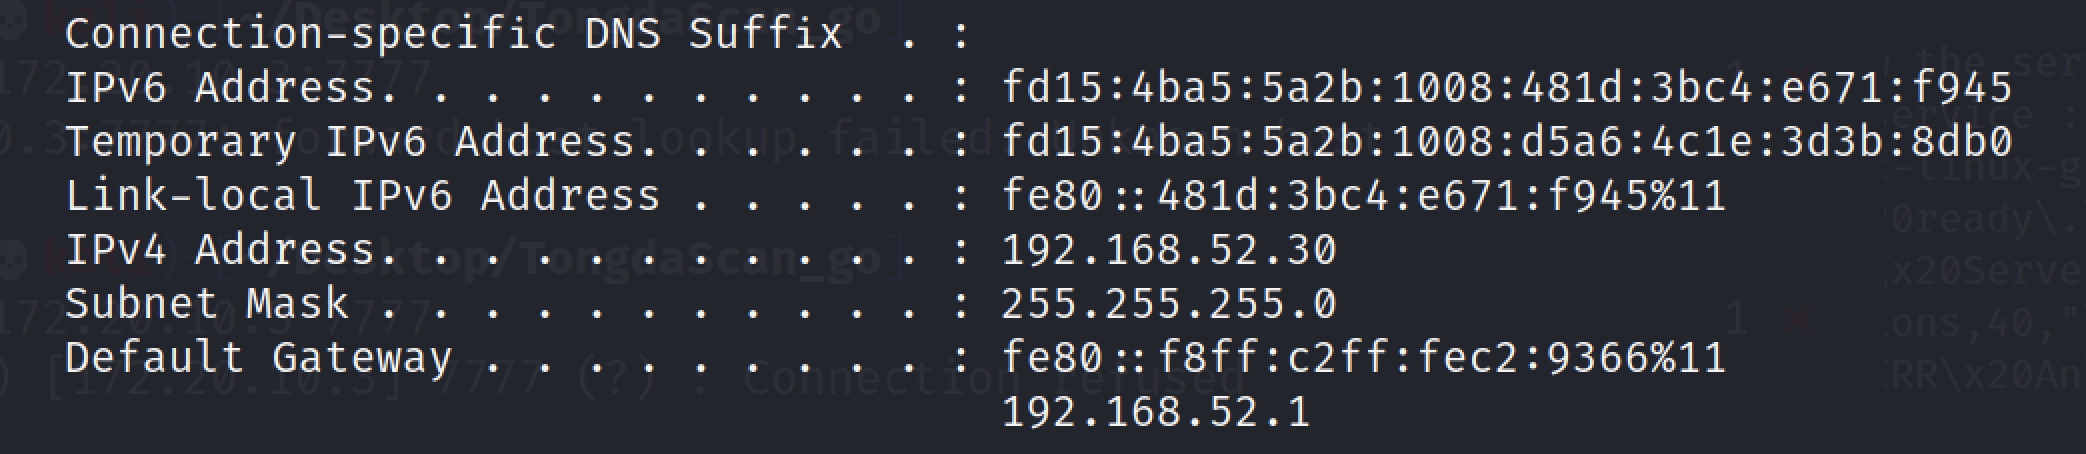 Connection-specific DNS Suffix  . :
IPv6 Address. . . . . . . . . . . : fd15:4ba5:5a2b:1008:481d:3bc4:e671:f945
Temporary IPv6 Address. . . . . . : fd15:4ba5:5a2b:1008:d5a6:4c1e:3d3b:8db0
Link-local IPv6 Address . . . . . : fe80::481d:3bc4:e671:f945%11
IPv4 Address. . . . . . . . . . . : 192.168.52.30
Subnet Mask . . . . . . . . . . . : 255.255.255.0
Default Gateway . . . . . . . . . : fe80::f8ff:c2ff:fec2:9366%11
192.168.52.1